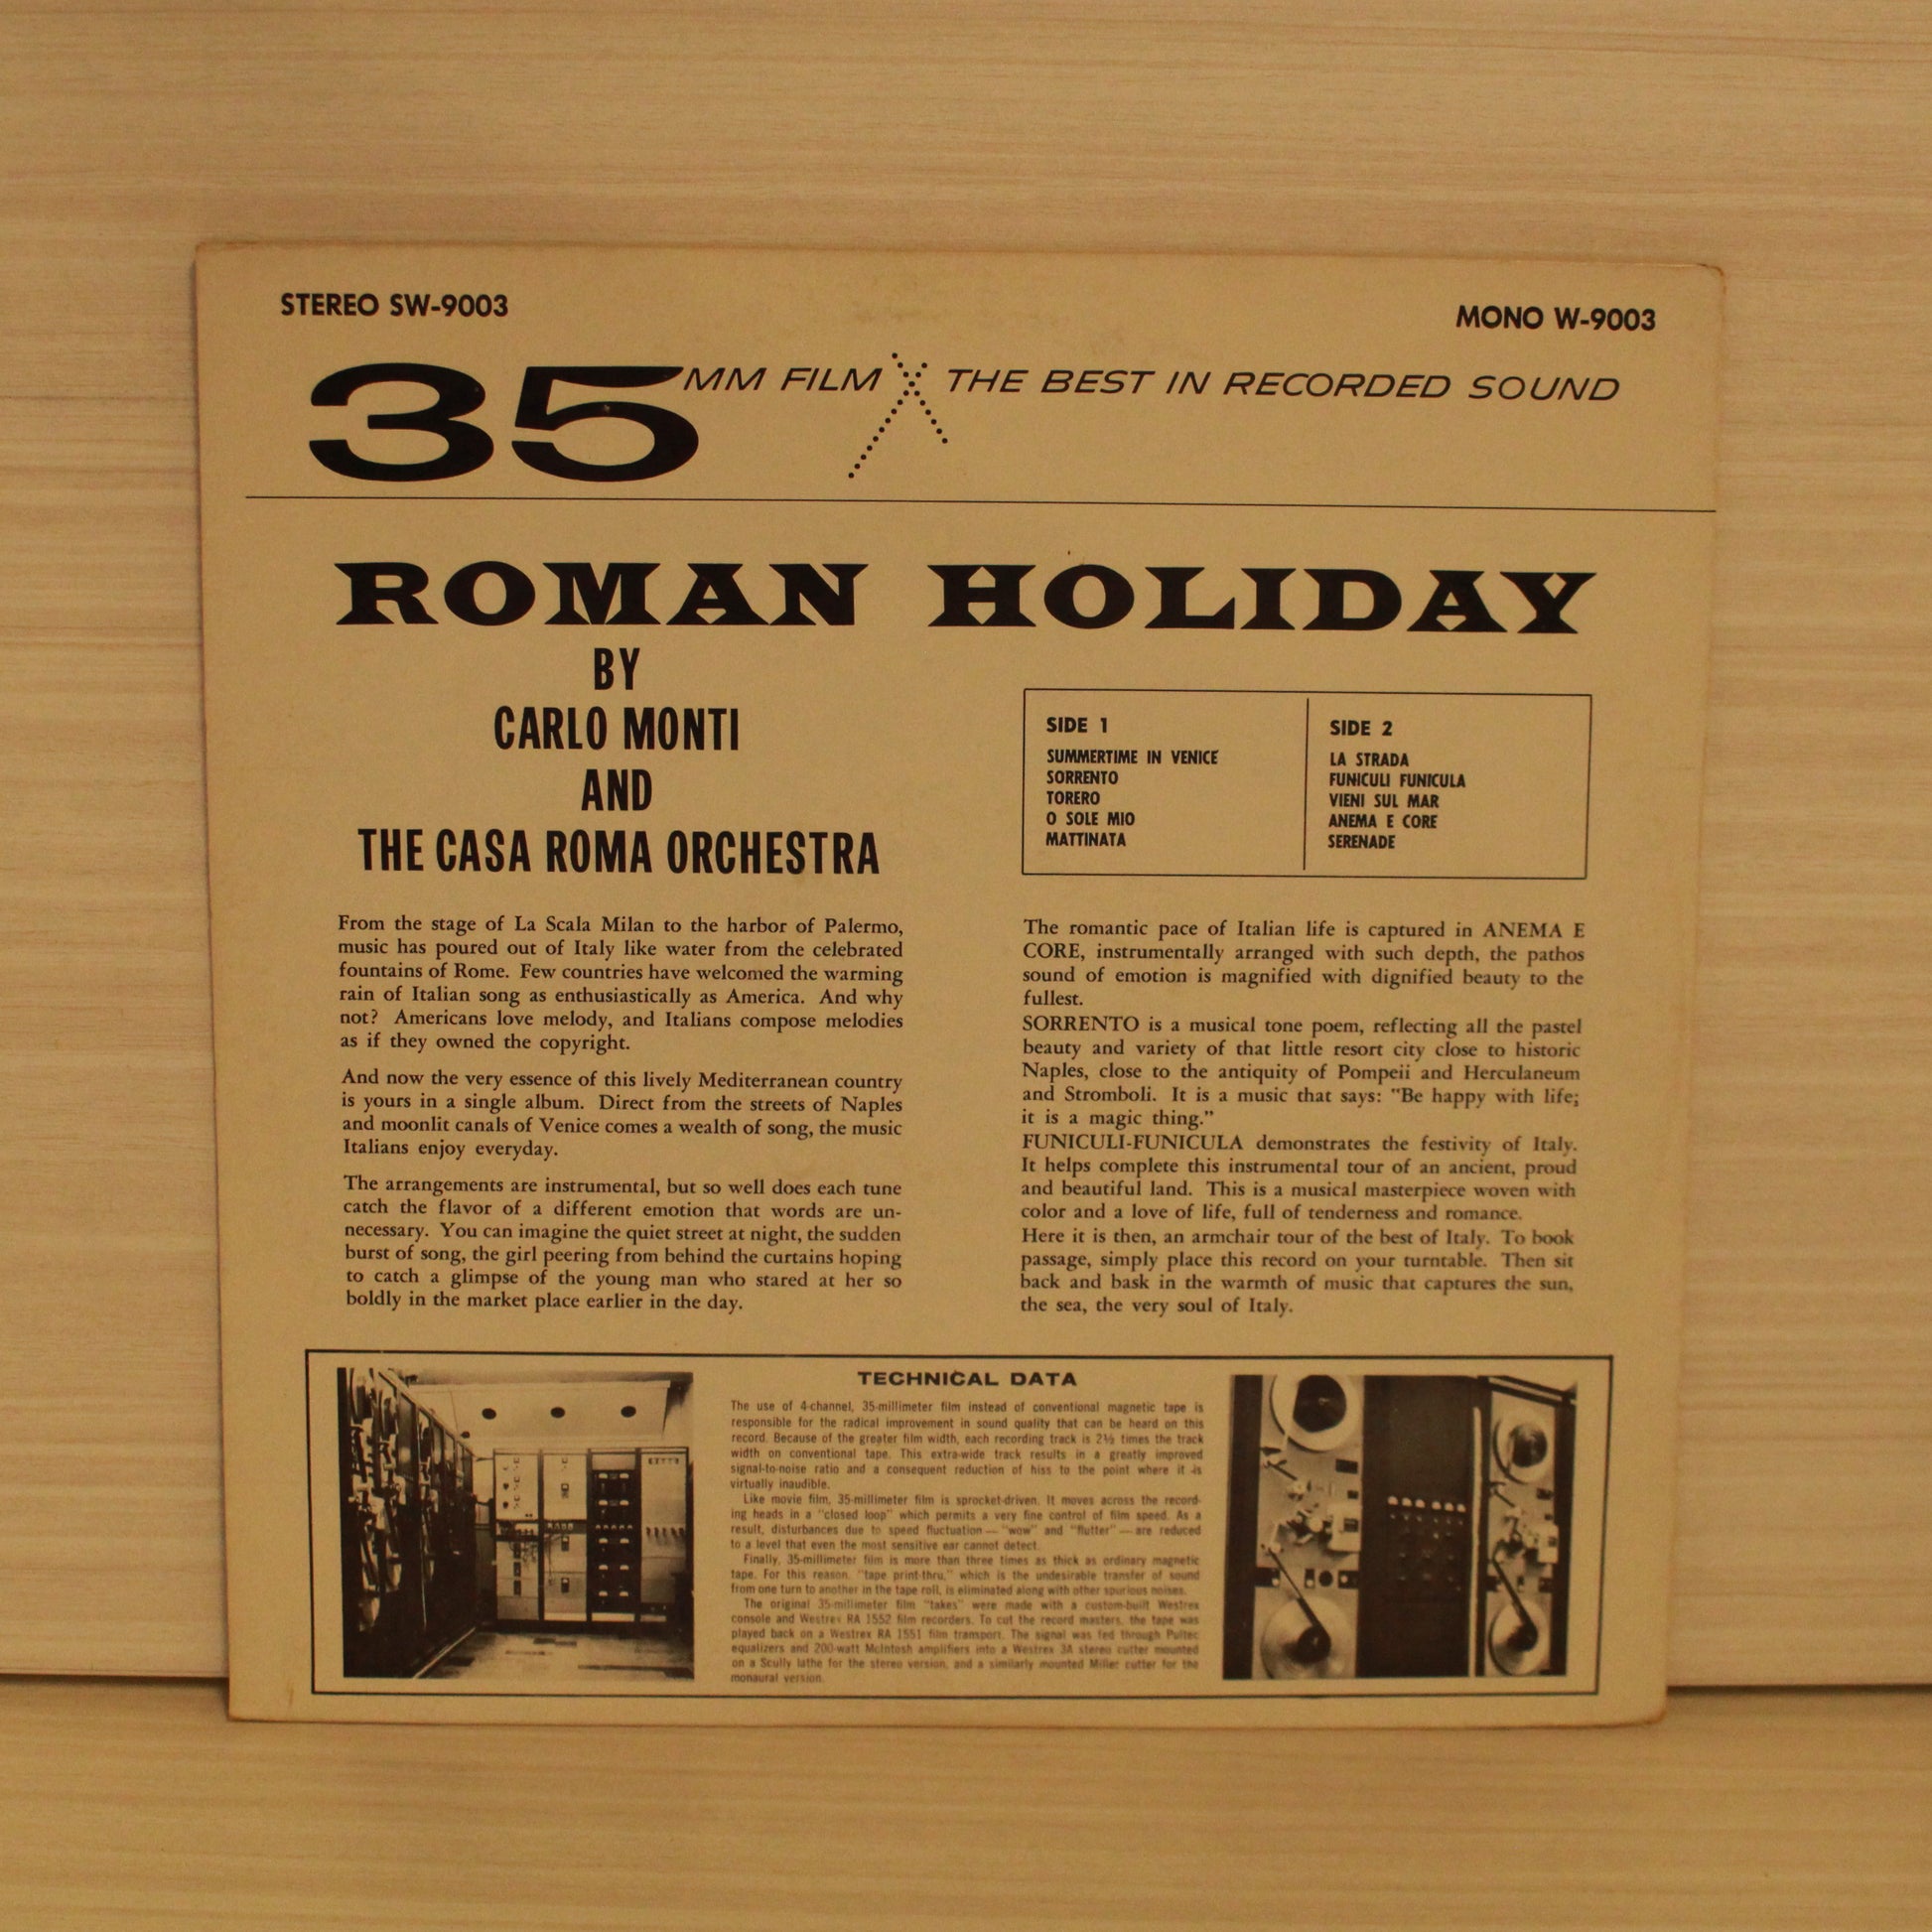 STEREO SW-9003
MONO W-9003
35 MM FILM THE BEST IN RECORDED SOUND
ROMAN HOLIDAY
BY
CARLO MONTI
AND
THE CASA ROMA ORCHESTRA
SIDE 1
SUMMERTIME IN VENICE
SORRENTO
TORERO
O SOLE MIO
MATTINATA
SIDE 2
LA STRADA
FUNICULI FUNICULA
VIENI SUL MAR
ANEMA E CORE
SERENADE
From the stage of La Scala Milan to the harbor of Palermo,
music has poured out of Italy like water from the celebrated
fountains of Rome. Few countries have welcomed the warming
rain of Italian song as enthusiastically as America. And why
not? Americans love melody, and Italians compose melodies
as if they owned the copyright.
And now the very essence of this lively Mediterranean country
is yours in a single album. Direct from the streets of Naples
and moonlit canals of Venice comes a wealth of song, the music
Italians enjoy everyday.
The arrangements are instrumental, but so well does each tune
catch the flavor of a different emotion that words are un-
necessary. You can imagine the quiet street at night, the sudden
burst of song, the girl peering from behind the curtains hoping
to catch a glimpse of the young man who stared at her so
boldly in the market place earlier in the day.
The romantic pace of Italian life is captured in ANEMA E
CORE, instrumentally arranged with such depth, the pathos
sound of emotion is magnified with dignified beauty to the
fullest.
SORRENTO is a musical tone poem, reflecting all the pastel
beauty and variety of that little resort city close to historic
Naples, close to the antiquity of Pompeii and Herculaneum
and Stromboli. It is a music that says: "Be happy with life;
it is a magic thing."
FUNICULI-FUNICULA demonstrates the festivity of Italy.
It helps complete this instrumental tour of an ancient, proud
and beautiful land. This is a musical masterpiece woven with
color and a love of life, full of tenderness and romance.
Here it is then, an armchair tour of the best of Italy. To book
passage, simply place this record on your turntable. Then sit
back and bask in the warmth of music that captures the sun,
the sea, the very soul of Italy.
TECHNICAL DATA
The use of 4-channel, 35-millimeter film instead of conventional magnetic tape is
responsible for the radical improvement in sound quality that can be heard on this
record. Because of the greater film width, each recording track is 2½ times the track
width on conventional tape. This extra-wide track results in a greatly improved
signal-to-noise ratio and a consequent reduction of hiss to the point where it is
virtually inaudible.
Like movie film, 35-millimeter film is sprocket-driven. It moves across the record-
ing heads in a "closed loop" which permits a very fine control of film speed. As a
result, disturbances due to speed fluctuation — "wow" and "flutter" — are reduced
to a level that even the most sensitive ear cannot detect.
Finally, 35-millimeter film is more than three times as thick as ordinary magnetic
tape. For this reason, "tape print-thru," which is the undesirable transfer of sound
from one turn to another in the tape roll, is eliminated along with other spurious noises.
The original 35-millimeter film "takes" were made with a custom-built Westrex
console and Westrex RA 1552 film recorders. To cut the record masters, the tape was
played back on a Westrex RA 1551 film transport. The signal was fed through Pultec
equalizers and 200-watt McIntosh amplifiers into a Westrex 3A stereo cutter mounted
on a Scully lathe for the stereo version, and a similarly mounted Miller cutter for the
monaural version.